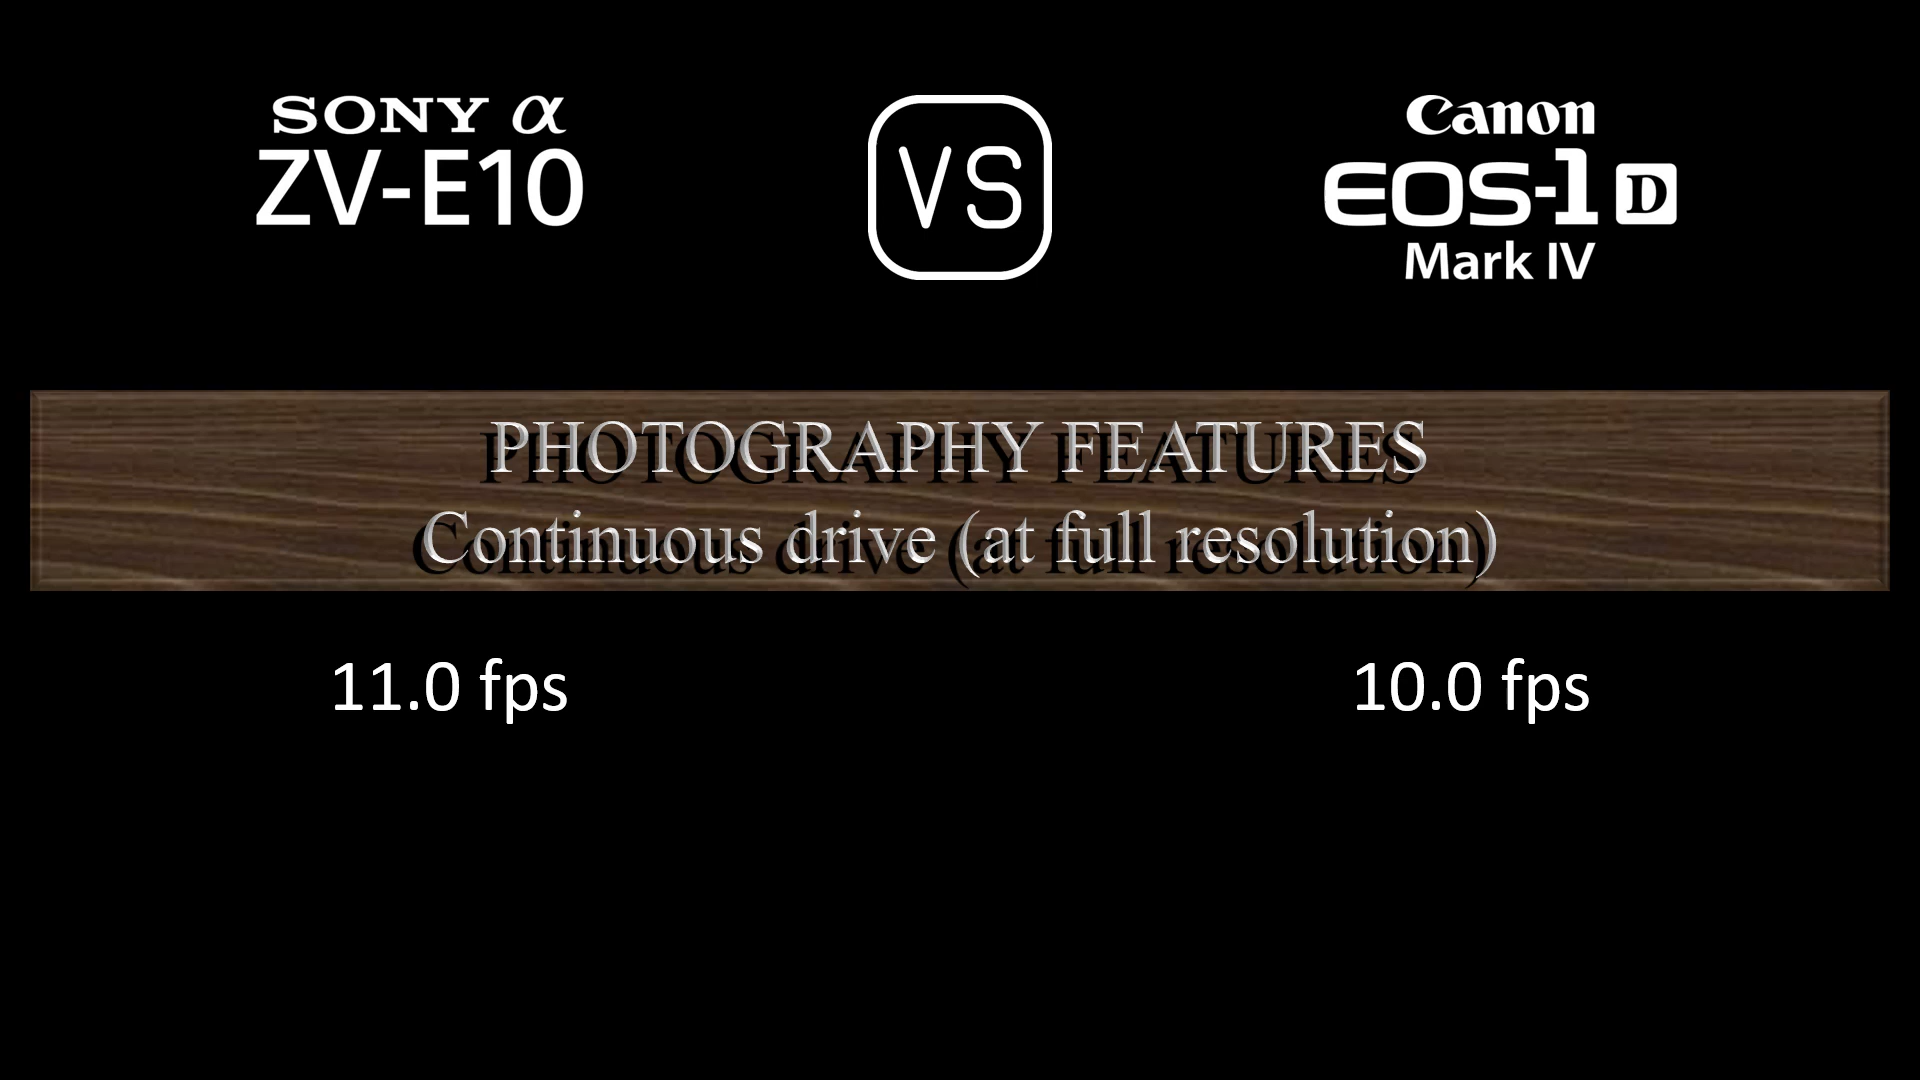 SONY α
ZV-E10
VS
Canon
EOS-1 D
Mark IV
PHOTOGRAPHY FEATURES
Continuous drive (at full resolution)
11.0 fps
10.0 fps